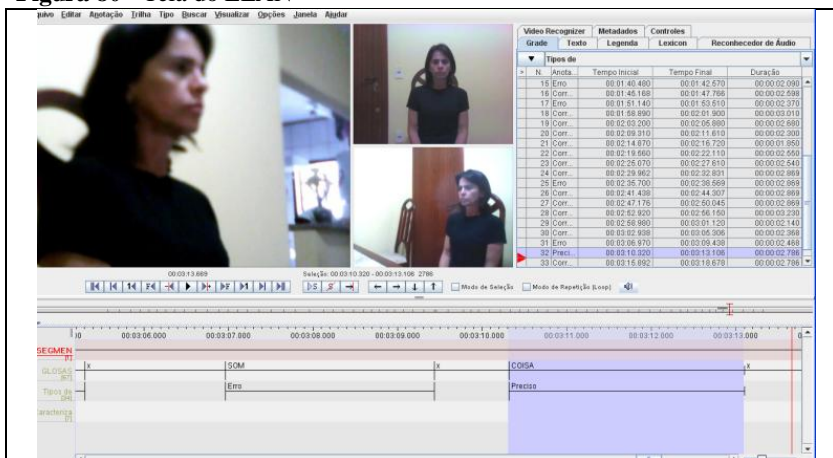 Figura 80 - Tela do ELAN
quivo Editar Anotação Trilha Tipo Buscar Visualizar Opções Janela Ajudar
Video Recognizer Metadados Controles
Grade Texto Legenda Lexicon Reconhecedor de Áudio
Tipos de
> N. Anota... Tempo Inicial Tempo Final Duração
15 Erro 00:01:40.480 00:01:42.570 00:00:02.090
16 Corr... 00:01:45.168 00:01:47.766 00:00:02.598
17 Erro 00:01:51.140 00:01:53.510 00:00:02.370
18 Corr... 00:01:58.890 00:02:01.900 00:00:03.010
19 Corr... 00:02:03.200 00:02:05.880 00:00:02.680
20 Corr... 00:02:09.310 00:02:11.610 00:00:02.300
21 Corr... 00:02:14.870 00:02:16.720 00:00:01.850
22 Corr... 00:02:19.560 00:02:22.110 00:00:02.550
23 Corr... 00:02:25.070 00:02:27.610 00:00:02.540
24 Corr... 00:02:29.962 00:02:32.831 00:00:02.869
25 Erro 00:02:35.700 00:02:38.569 00:00:02.869
26 Corr... 00:02:41.438 00:02:44.307 00:00:02.869
27 Corr... 00:02:47.176 00:02:50.045 00:00:02.869
28 Corr... 00:02:52.920 00:02:56.150 00:00:03.230
29 Corr... 00:02:58.980 00:03:01.120 00:00:02.140
30 Corr... 00:03:02.938 00:03:05.306 00:00:02.368
31 Erro 00:03:06.970 00:03:09.438 00:00:02.468
32 Preci... 00:03:10.320 00:03:13.106 00:00:02.786
33 Corr... 00:03:15.892 00:03:18.678 00:00:02.786
00:03:13.669 Seleção: 00:03:10.320 - 00:03:13.106 2786
Modo de Seleção Modo de Repetição (Loop)
00:03:06.000 00:03:07.000 00:03:08.000 00:03:09.000 00:03:10.000 00:03:11.000 00:03:12.000 00:03:13.000
SEGMEN
GLOSAS x SOM x COISA x
Tipos de Erro Preciso
aracteriza